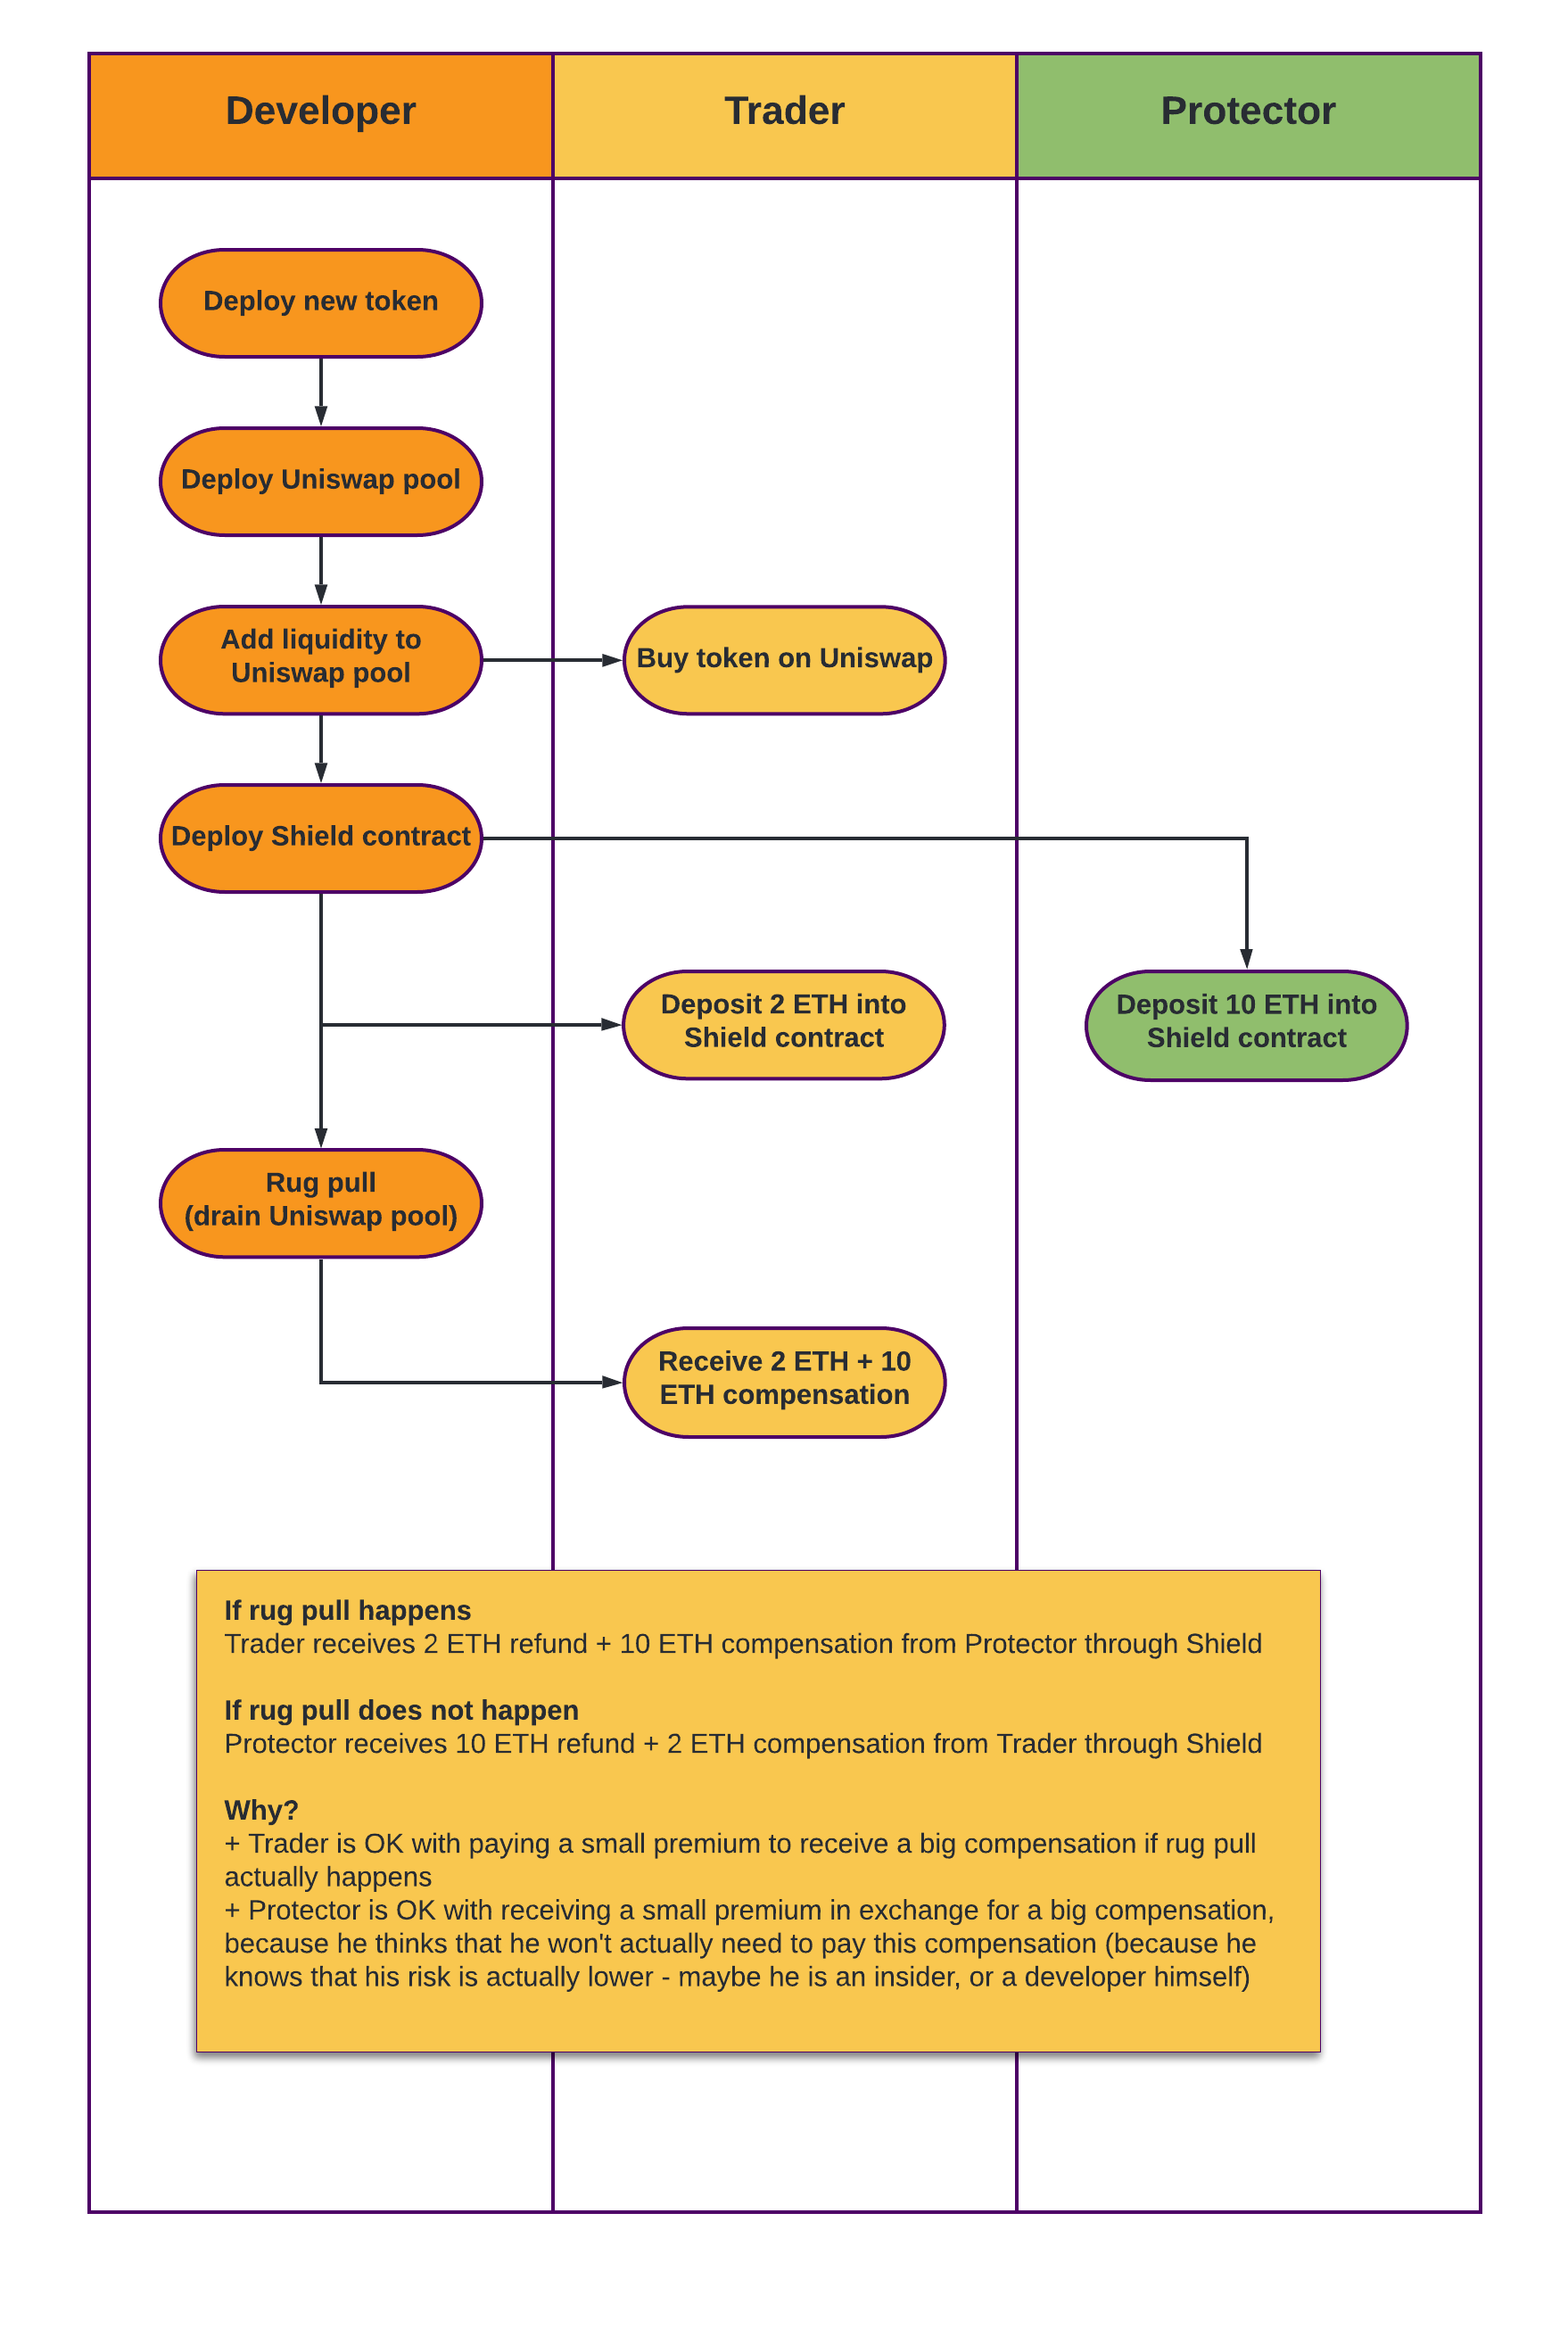 Developer
Trader
Protector
Deploy new token
Deploy Uniswap pool
Add liquidity to
Uniswap pool
Buy token on Uniswap
Deploy Shield contract
Deposit 2 ETH into
Shield contract
Deposit 10 ETH into
Shield contract
Rug pull
(drain Uniswap pool)
Receive 2 ETH + 10
ETH compensation
If rug pull happens
Trader receives 2 ETH refund + 10 ETH compensation from Protector through Shield
If rug pull does not happen
Protector receives 10 ETH refund + 2 ETH compensation from Trader through Shield
Why?
+ Trader is OK with paying a small premium to receive a big compensation if rug pull
actually happens
+ Protector is OK with receiving a small premium in exchange for a big compensation,
because he thinks that he won't actually need to pay this compensation (because he
knows that his risk is actually lower - maybe he is an insider, or a developer himself)